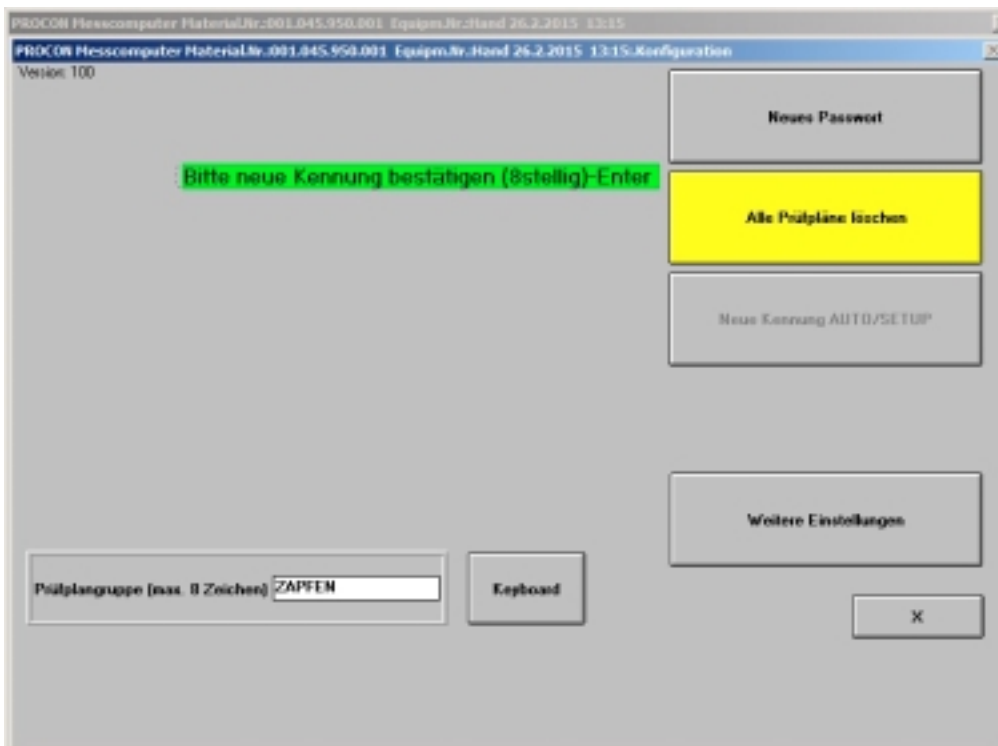 PROCON Messcomputer Material.Nr.:001.045.950.001 Equipm.Nr.:Hand 26.2.2015 13:15
PROCON Messcomputer Material.Nr.:001.045.950.001 Equipm.Nr.:Hand 26.2.2015 13:15:.Konfiguration
Version: 100
Neues Passwort
Bitte neue Kennung bestätigen (8stellig)-Enter
Alle Prüfpläne löschen
Neue Kennung AUTO/SETUP
Weitere Einstellungen
Prüfplangruppe (max. 8 Zeichen) ZAPFEN
Keyboard
X